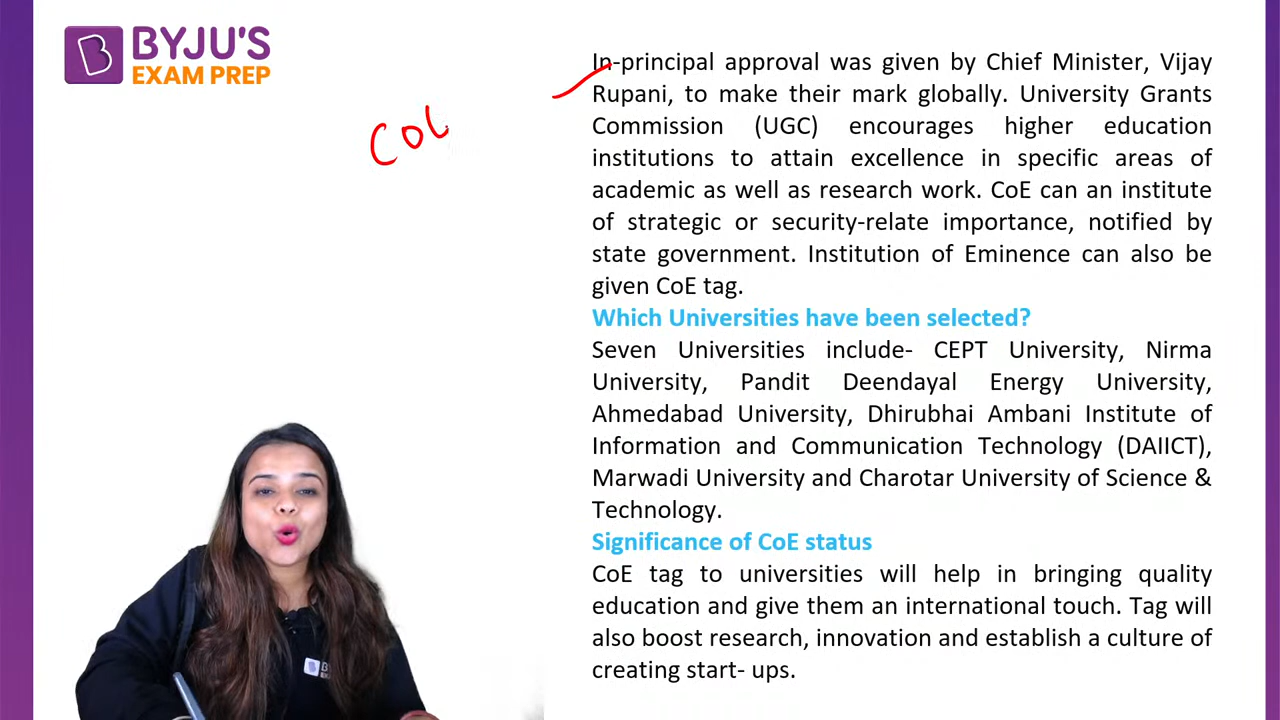 BYJU'S
EXAM PREP
In-principal approval was given by Chief Minister, Vijay
Rupani, to make their mark globally. University Grants
Commission (UGC) encourages higher education
institutions to attain excellence in specific areas of
academic as well as research work. CoE can an institute
of strategic or security-relate importance, notified by
state government. Institution of Eminence can also be
given CoE tag.
Which Universities have been selected?
Seven Universities include- CEPT University, Nirma
University, Pandit Deendayal Energy University,
Ahmedabad University, Dhirubhai Ambani Institute of
Information and Communication Technology (DAIICT),
Marwadi University and Charotar University of Science &
Technology.
Significance of CoE status
CoE tag to universities will help in bringing quality
education and give them an international touch. Tag will
also boost research, innovation and establish a culture of
creating start- ups.